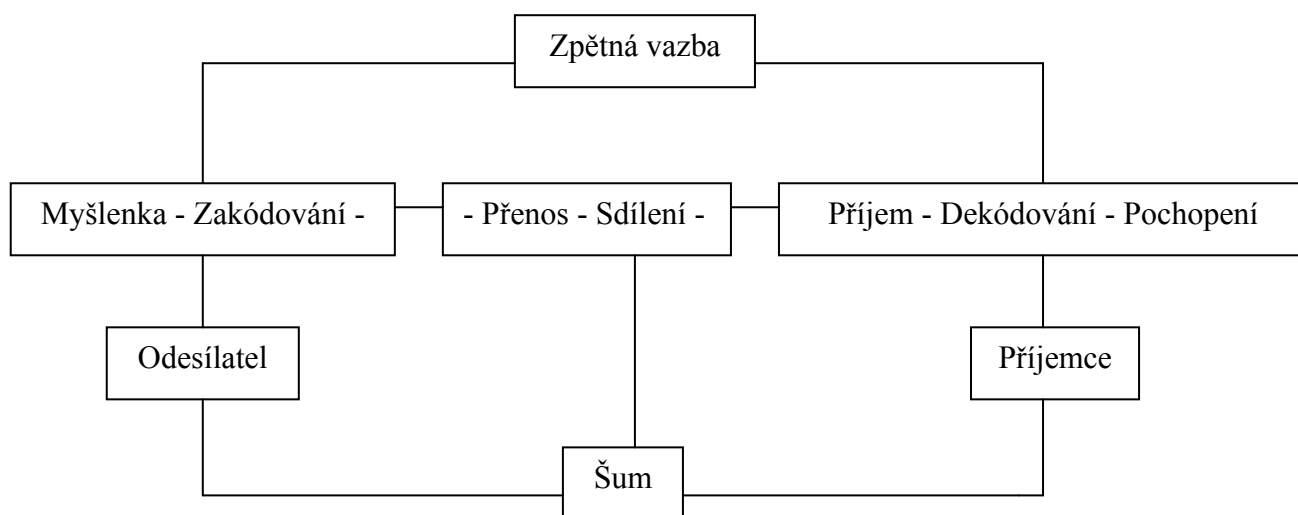 Zpětná vazba
Myšlenka - Zakódování -
- Přenos - Sdílení -
Příjem - Dekódování - Pochopení
Odesílatel
Příjemce
Šum